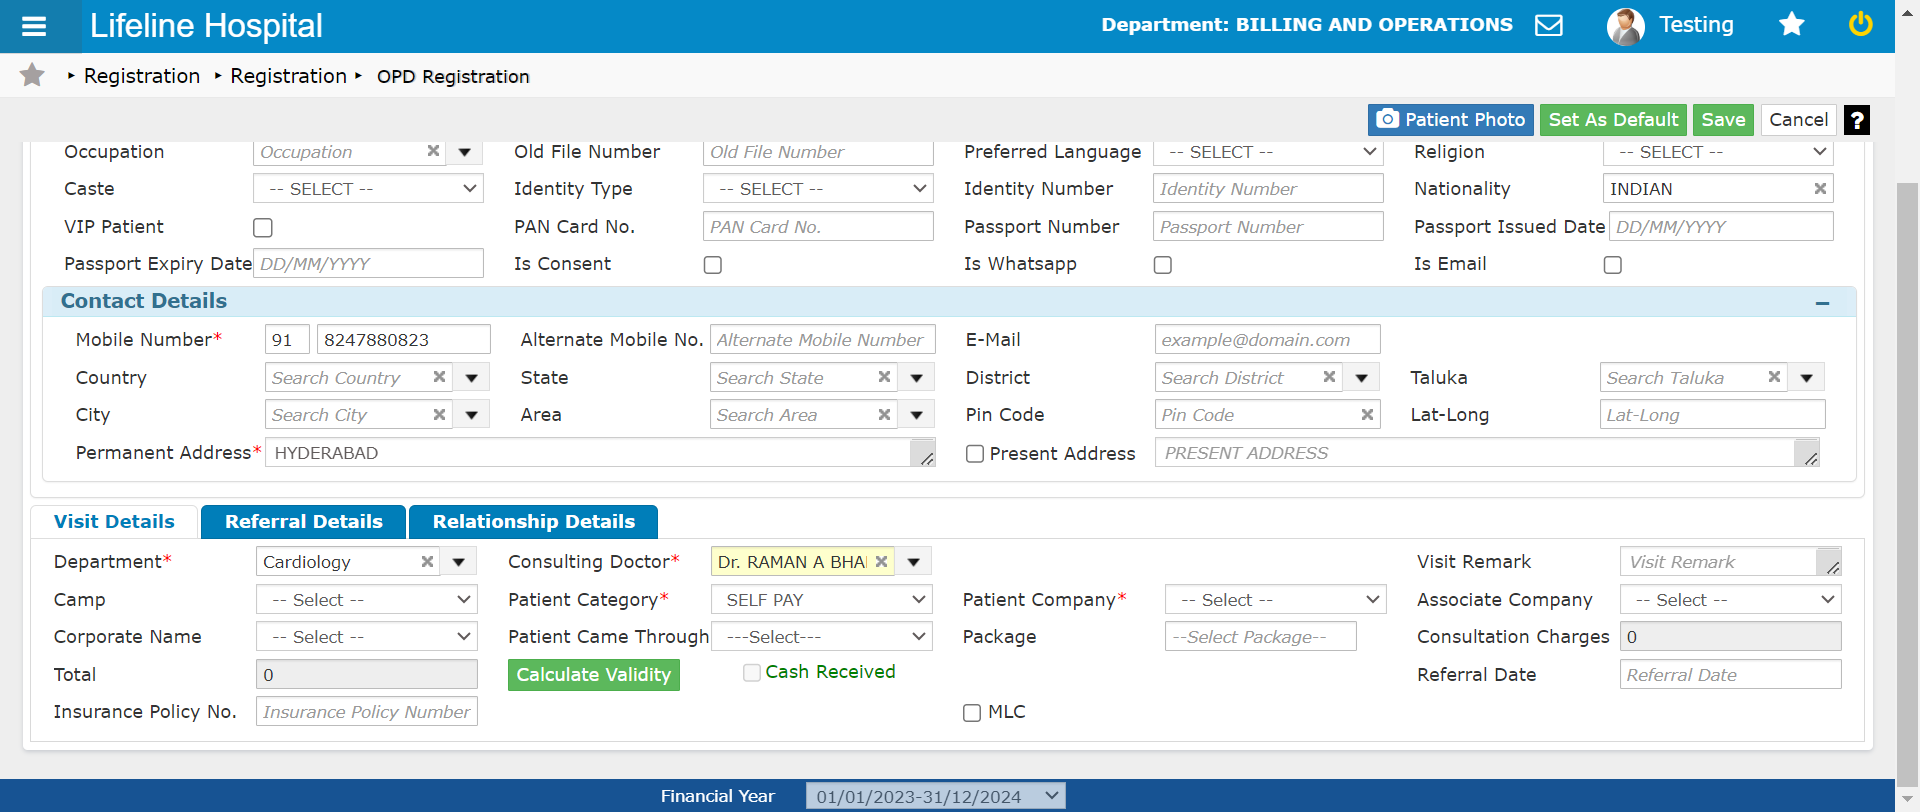 Lifeline Hospital Department: BILLING AND OPERATIONS Testing
Registration Registration OPD Registration
Patient Photo Set As Default Save Cancel ?
Occupation Occupation Old File Number Old File Number Preferred Language -- SELECT -- Religion -- SELECT --
Caste -- SELECT -- Identity Type -- SELECT -- Identity Number Identity Number Nationality INDIAN
VIP Patient PAN Card No. PAN Card No. Passport Number Passport Number Passport Issued Date DD/MM/YYYY
Passport Expiry Date DD/MM/YYYY Is Consent Is Whatsapp Is Email
Contact Details
Mobile Number* 91 8247880823 Alternate Mobile No. Alternate Mobile Number E-Mail example@domain.com
Country Search Country State Search State District Search District Taluka Search Taluka
City Search City Area Search Area Pin Code Pin Code Lat-Long Lat-Long
Permanent Address* HYDERABAD Present Address PRESENT ADDRESS
Visit Details Referral Details Relationship Details
Department* Cardiology Consulting Doctor* Dr. RAMAN A BHA Visit Remark Visit Remark
Camp -- Select -- Patient Category* SELF PAY Patient Company* -- Select -- Associate Company -- Select --
Corporate Name -- Select -- Patient Came Through ---Select--- Package --Select Package-- Consultation Charges 0
Total 0 Calculate Validity Cash Received Referral Date Referral Date
Insurance Policy No. Insurance Policy Number MLC
Financial Year 01/01/2023-31/12/2024